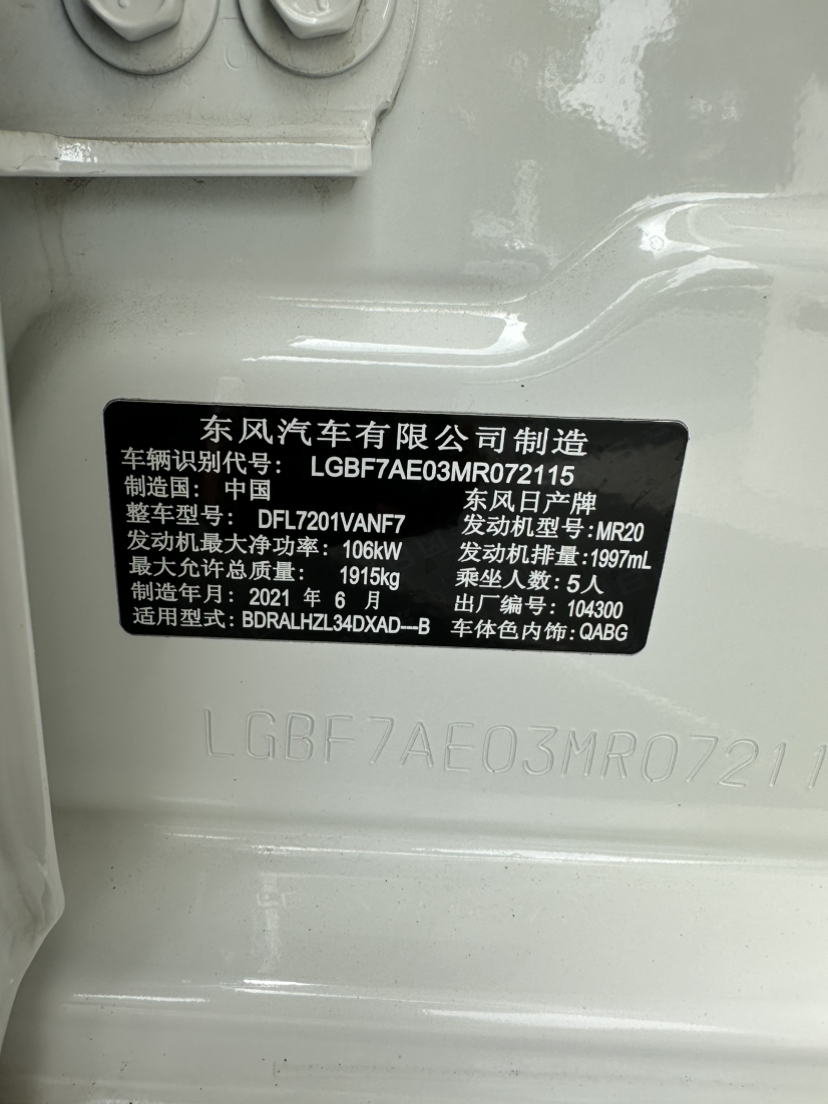 东风汽车有限公司制造
车辆识别代号: LGBF7AE03MR072115
制造国: 中国 东风日产牌
整车型号: DFL7201VANF7 发动机型号:MR20
发动机最大净功率: 106kW 发动机排量:1997mL
最大允许总质量: 1915kg 乘坐人数:5人
制造年月: 2021 年 6 月 出厂编号: 104300
适用型式: BDRALHZL34DXAD---B 车体色内饰:QABG
LGBF7AE03MR07211